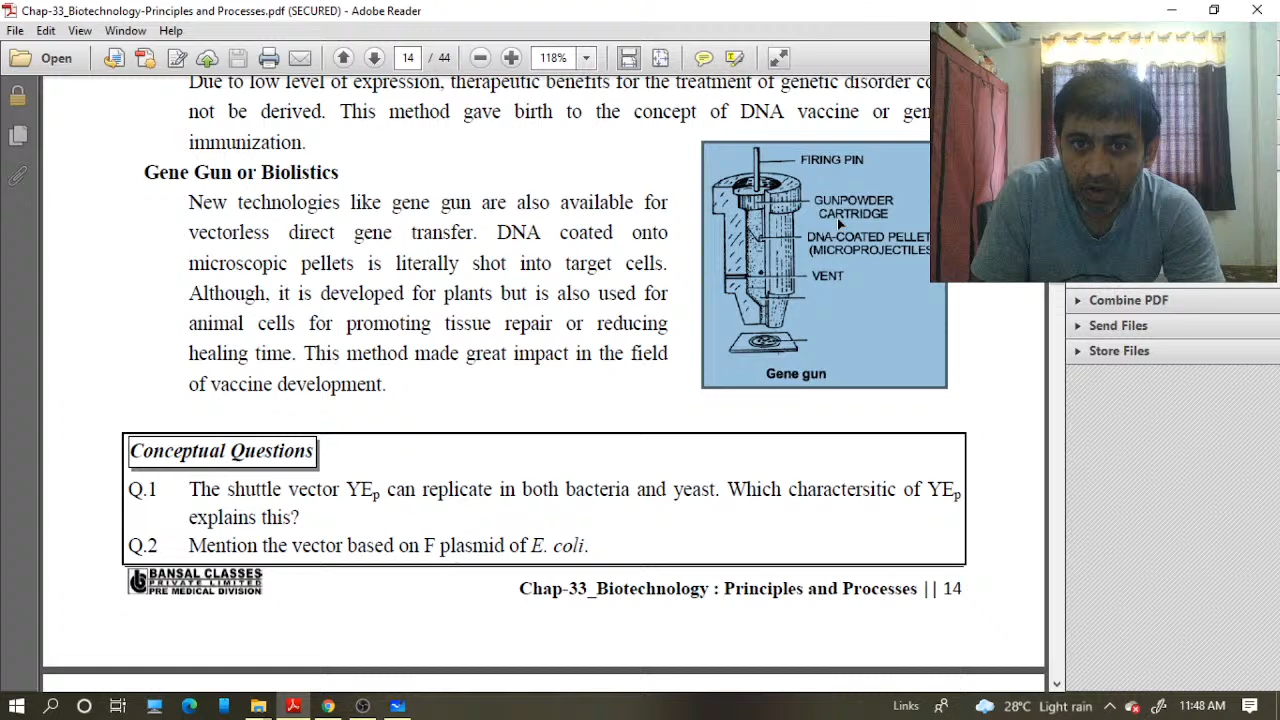 Chap-33_Biotechnology-Principles and Processes.pdf (SECURED) - Adobe Reader
File Edit View Window Help
Open 14 / 44 118%
Due to low level of expression, therapeutic benefits for the treatment of genetic disorder
not be derived. This method gave birth to the concept of DNA vaccine or
immunization.
Gene Gun or Biolistics
New technologies like gene gun are also available for
vectorless direct gene transfer. DNA coated onto
microscopic pellets is literally shot into target cells.
Although, it is developed for plants but is also used for
animal cells for promoting tissue repair or reducing
healing time. This method made great impact in the field
of vaccine development.
FIRING PIN
GUNPOWDER
CARTRIDGE
DNA-COATED PELLET
(MICROPROJECTILES
VENT
Gene gun
Combine PDF
Send Files
Store Files
Conceptual Questions
Q.1 The shuttle vector YEp can replicate in both bacteria and yeast. Which charactersitic of YEp
explains this?
Q.2 Mention the vector based on F plasmid of E. coli.
BANSAL CLASSES
PRIVATE LIMITED
PRE MEDICAL DIVISION
Chap-33_Biotechnology : Principles and Processes || 14
Links 28°C Light rain 11:48 AM